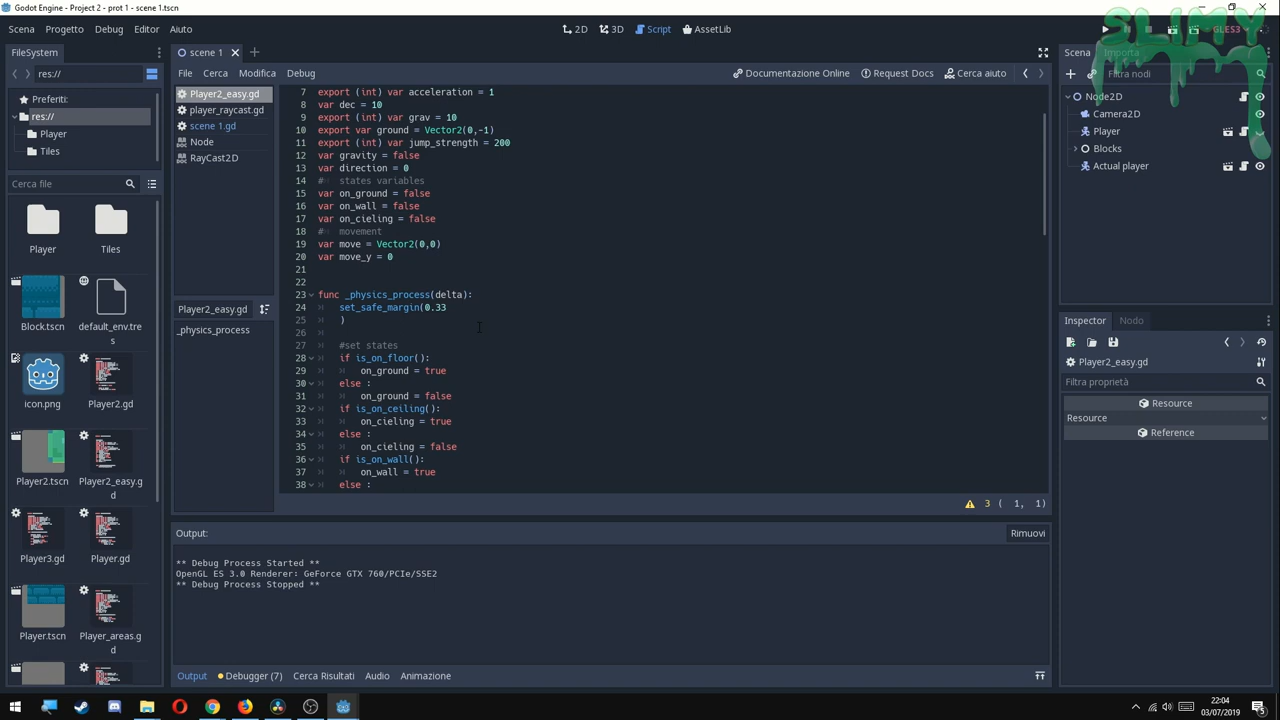 Godot Engine - Project 2 - prot 1 - scene 1.tscn
Scena Progetto Debug Editor Aiuto
2D 3D Script AssetLib
SLIMY
GLES3
FileSystem
res://
Preferiti:
res://
Player
Tiles
Cerca file
Player
Tiles
Block.tscn
default_env.tre
s
icon.png
Player2.gd
Player2.tscn
Player2_easy.g
d
Player3.gd
Player.gd
Player.tscn
Player_areas.g
d
scene 1
File Cerca Modifica Debug
Documentazione Online Request Docs Cerca aiuto
Player2_easy.gd
player_raycast.gd
scene 1.gd
Node
RayCast2D
Player2_easy.gd
_physics_process
7 export (int) var acceleration = 1
8 var dec = 10
9 export (int) var grav = 10
10 export var ground = Vector2(0,-1)
11 export (int) var jump_strength = 200
12 var gravity = false
13 var direction = 0
14 # states variables
15 var on_ground = false
16 var on_wall = false
17 var on_cieling = false
18 # movement
19 var move = Vector2(0,0)
20 var move_y = 0
21
22
23 func _physics_process(delta):
24 set_safe_margin(0.33
25 )
26
27 #set states
28 if is_on_floor():
29 on_ground = true
30 else :
31 on_ground = false
32 if is_on_ceiling():
33 on_cieling = true
34 else :
35 on_cieling = false
36 if is_on_wall():
37 on_wall = true
38 else :
3 ( 1, 1)
Output:
Rimuovi
** Debug Process Started **
OpenGL ES 3.0 Renderer: GeForce GTX 760/PCIe/SSE2
** Debug Process Stopped **
Output Debugger (7) Cerca Risultati Audio Animazione
Scena Importa
Filtra nodi
Node2D
Camera2D
Player
Blocks
Actual player
Inspector Nodo
Player2_easy.gd
Filtra proprietà
Resource
Resource
Reference
22:04
03/07/2019
5